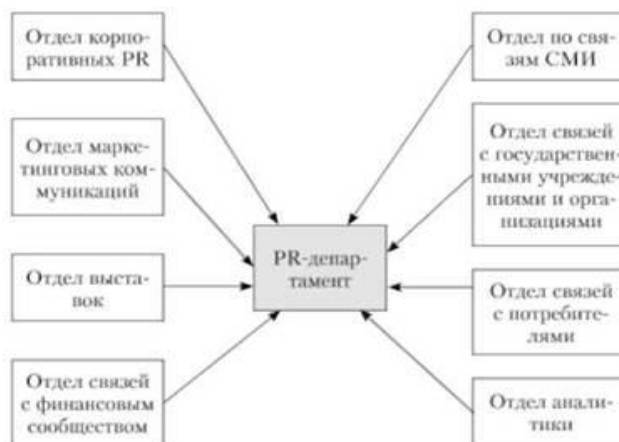 Отдел корпо-
ративных PR
Отдел марке-
тинговых ком-
муникаций
Отдел выста-
вок
Отдел связей
с финансовым
сообществом
PR-депар-
тамент
Отдел по свя-
зям СМИ
Отдел связей
с государствен-
ными учрежде-
ниями и орга-
низациями
Отдел связей
с потребите-
лями
Отдел анали-
тики